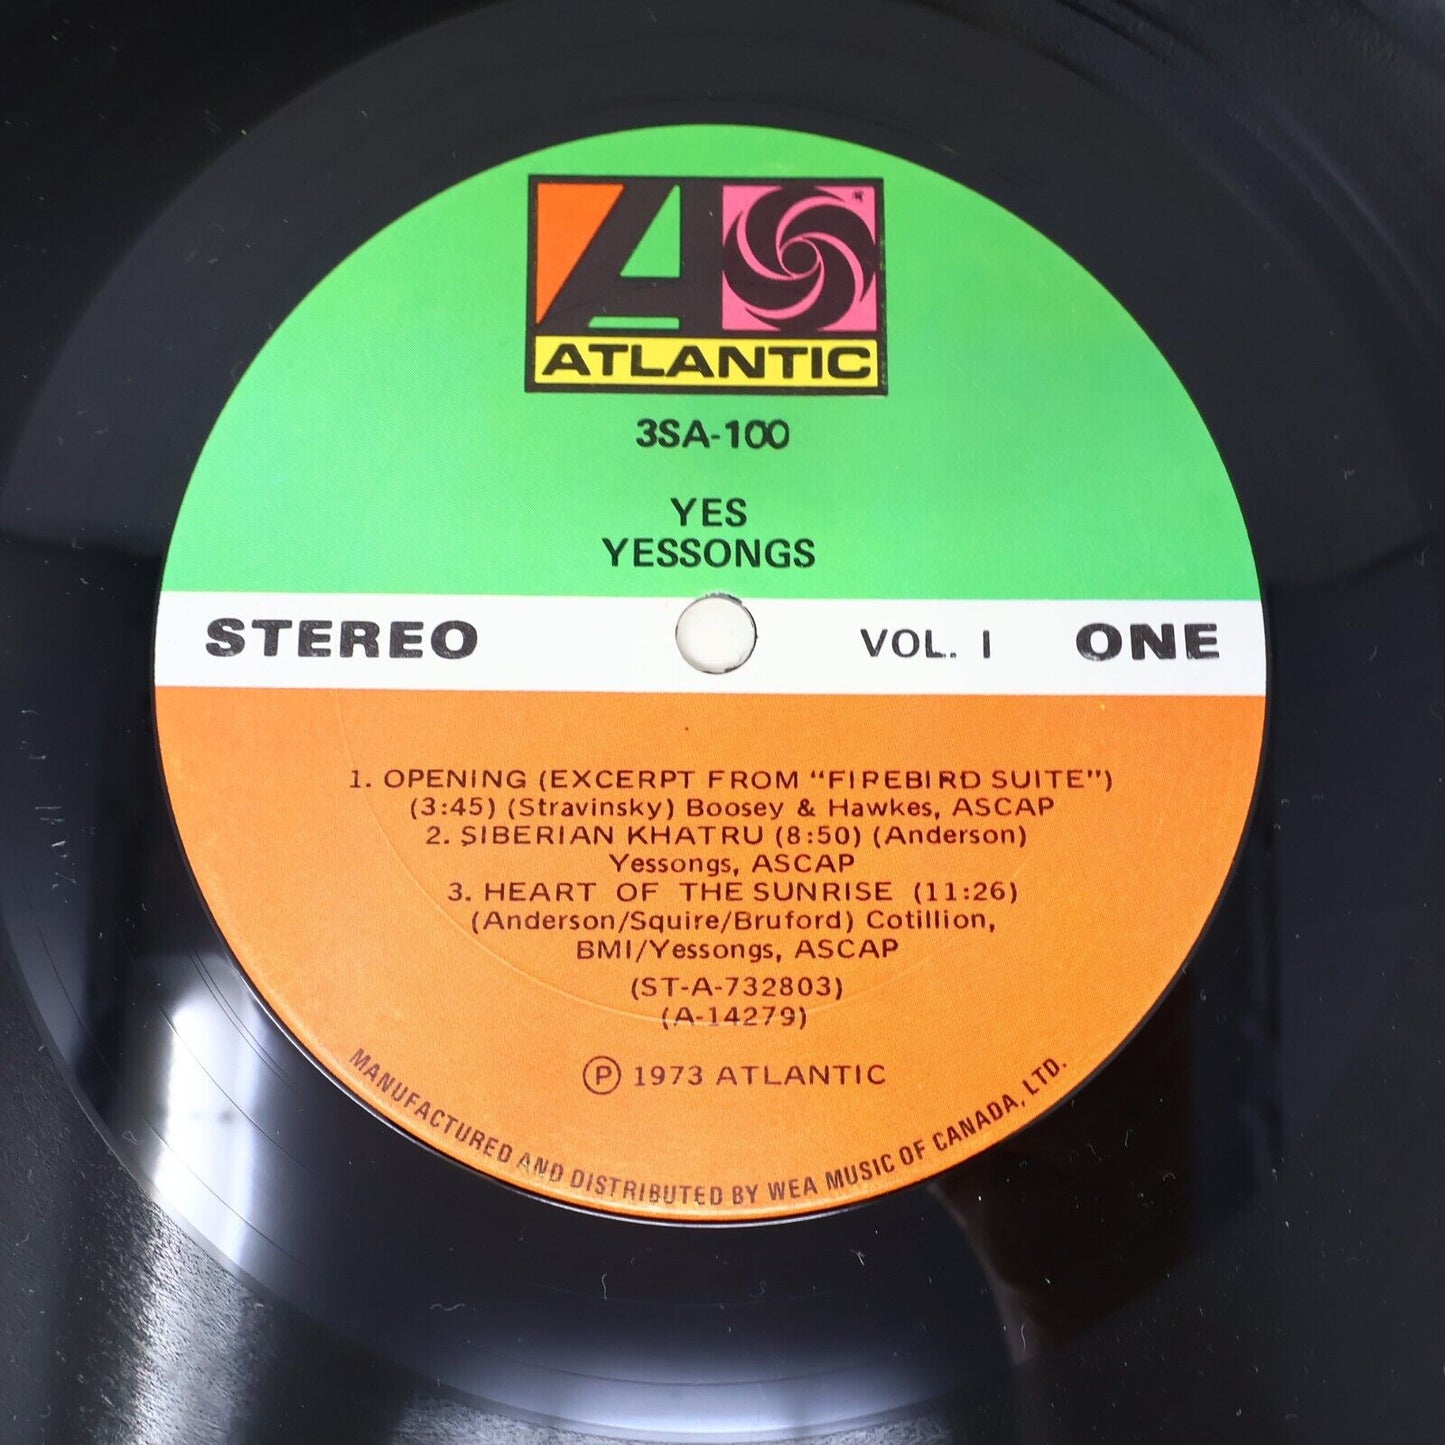 ATLANTIC
3SA-100
YES
YESSONGS
STEREO VOL. I ONE
1. OPENING (EXCERPT FROM "FIREBIRD SUITE")
(3:45) (Stravinsky) Boosey & Hawkes, ASCAP
2. SIBERIAN KHATRU (8:50) (Anderson)
Yessongs, ASCAP
3. HEART OF THE SUNRISE (11:26)
(Anderson/Squire/Bruford) Cotillion,
BMI/Yessongs, ASCAP
(ST-A-732803)
(A-14279)
Ⓟ 1973 ATLANTIC
MANUFACTURED AND DISTRIBUTED BY WEA MUSIC OF CANADA, LTD.